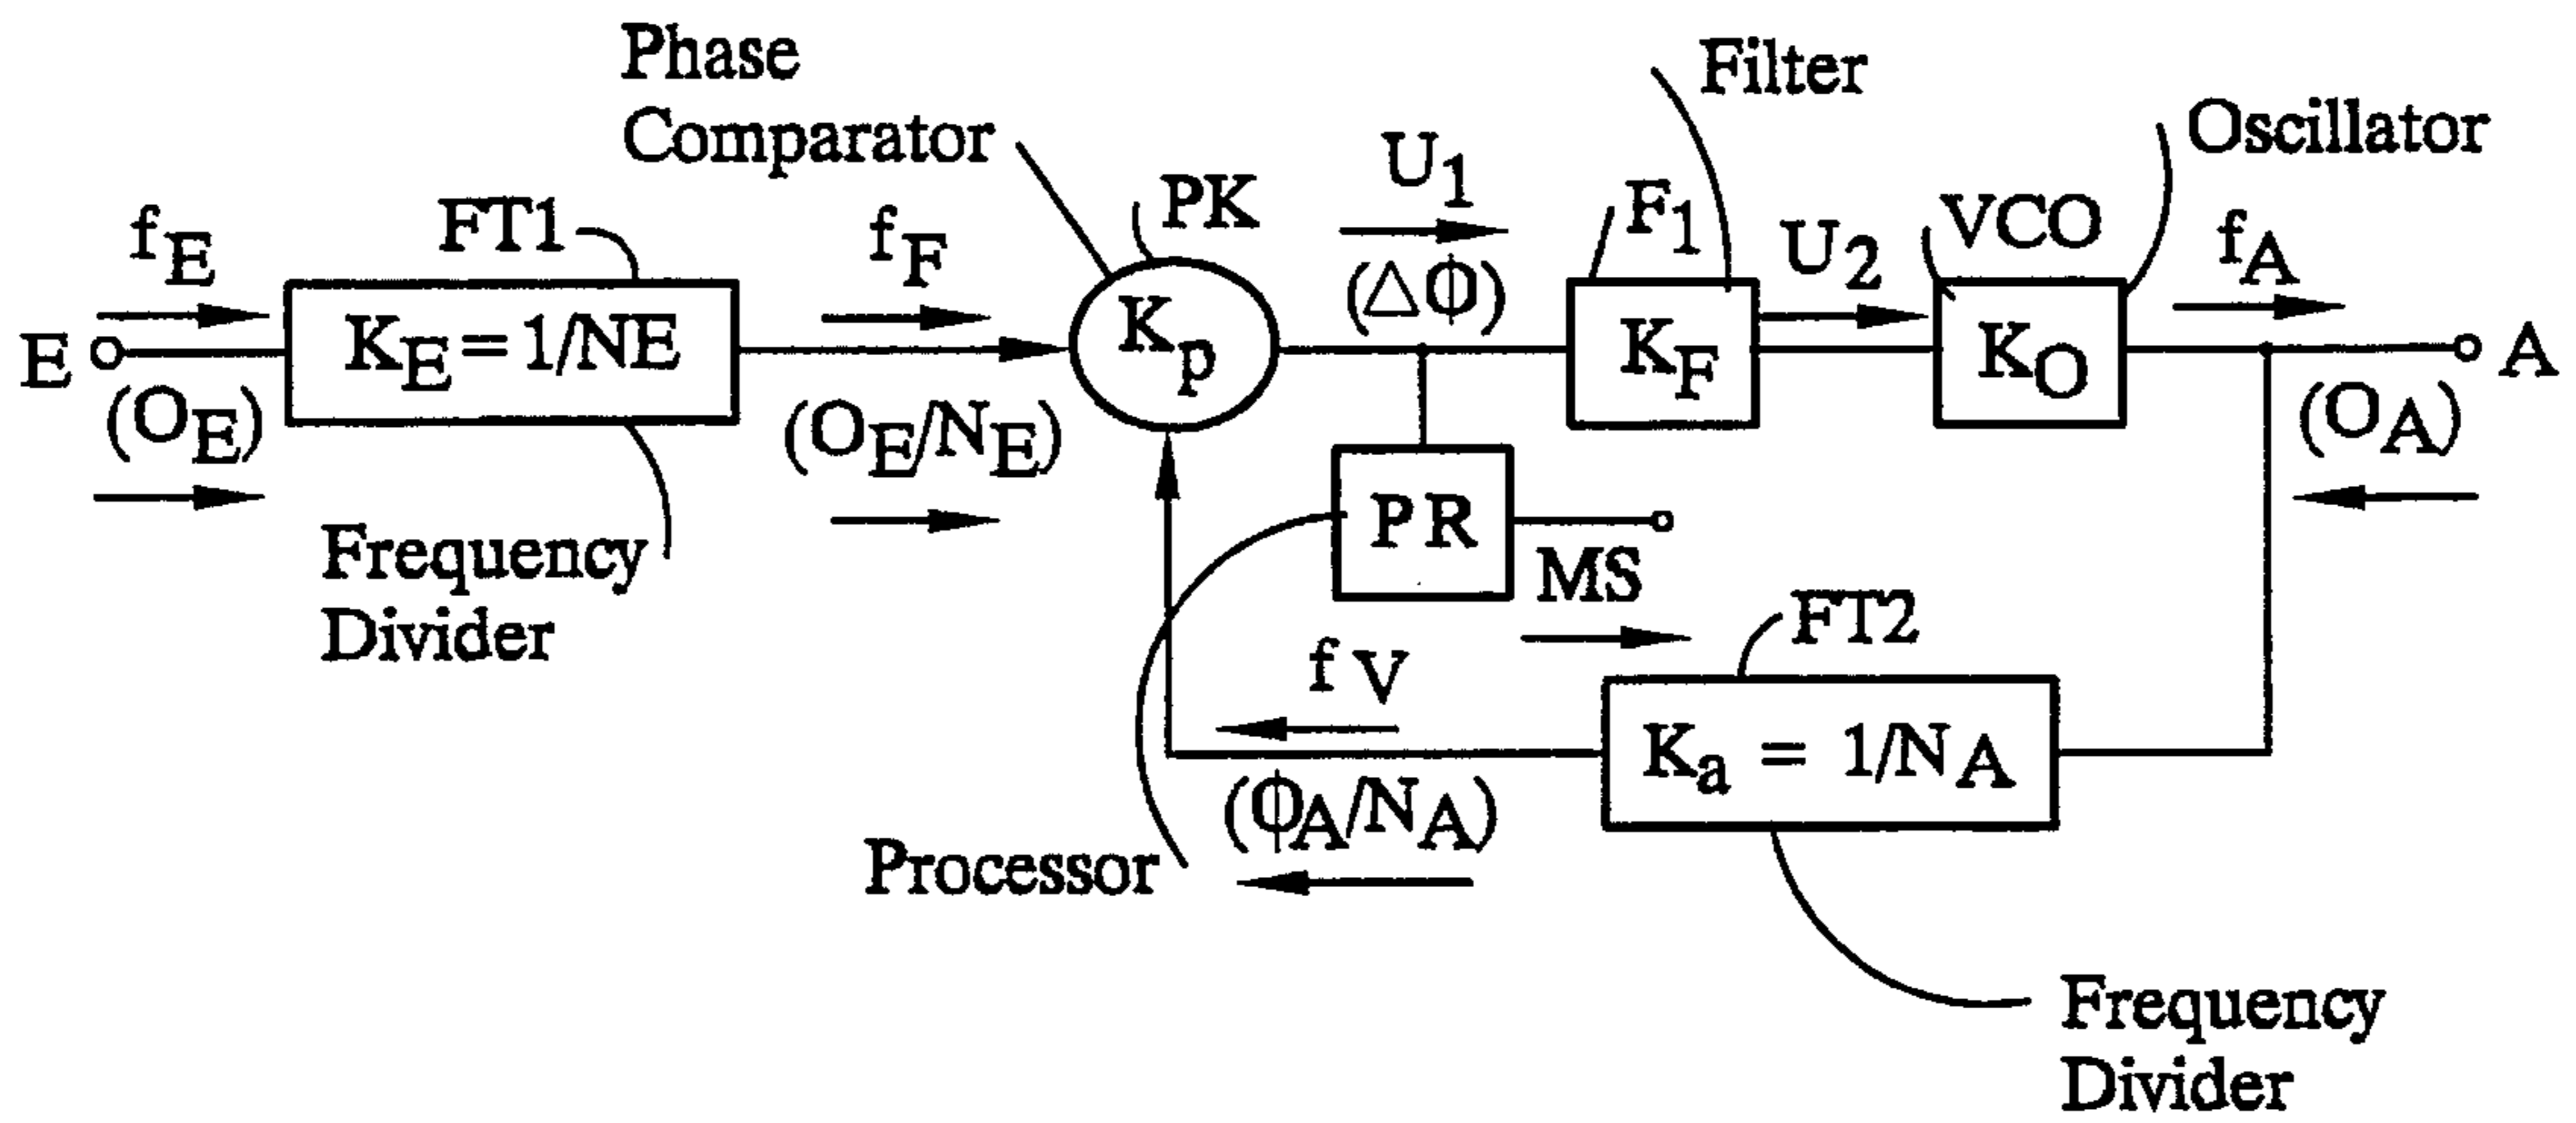 Phase
Comparator
Filter
Oscillator
fE
FT1
fF
PK
U1
(△ϕ)
F1
U2
VCO
fA
E
KE = 1/NE
Kp
KF
KO
A
(OE)
(OE/NE)
(OA)
PR
MS
Frequency
Divider
FT2
fV
Ka = 1/NA
(ϕA/NA)
Processor
Frequency
Divider